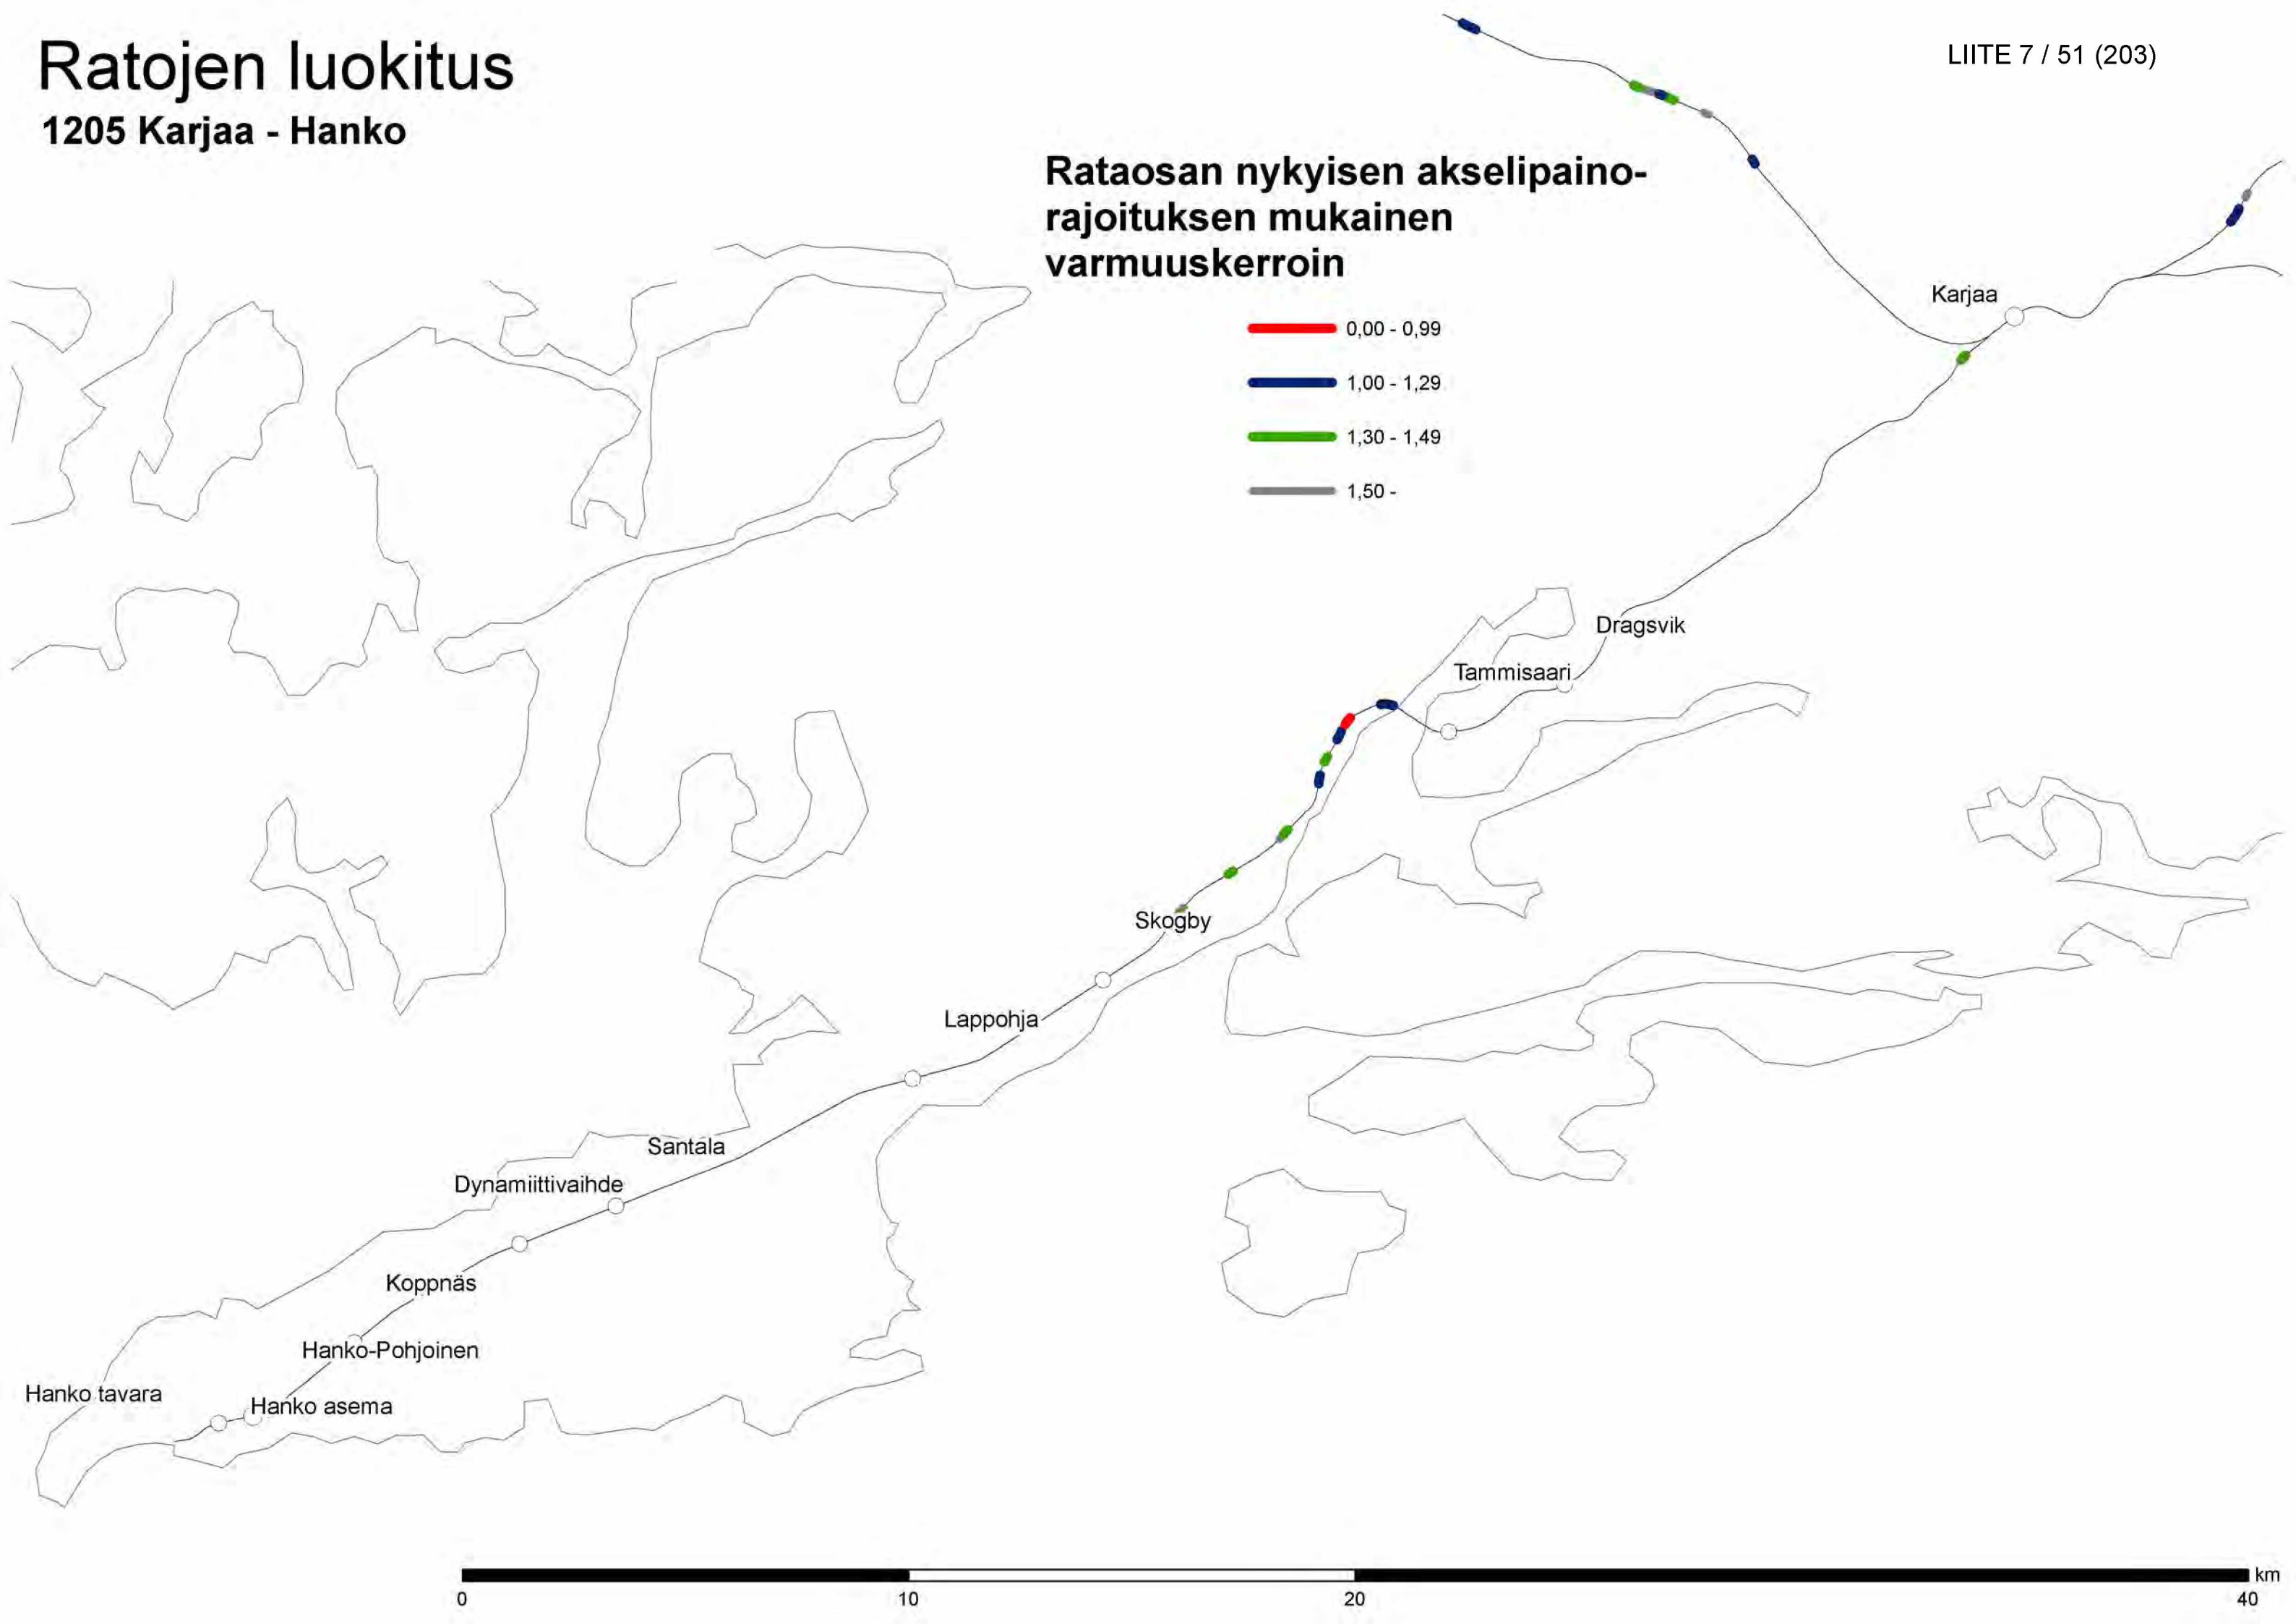 Ratojen luokitus
1205 Karjaa - Hanko
LIITE 7 / 51 (203)
Rataosan nykyisen akselipaino-
rajoituksen mukainen
varmuuskerroin
0,00 - 0,99
1,00 - 1,29
1,30 - 1,49
1,50 -
Karjaa
Dragsvik
Tammisaari
Skogby
Lappohja
Santala
Dynamiittivaihde
Koppnäs
Hanko-Pohjoinen
Hanko tavara
Hanko asema
km
0
10
20
40